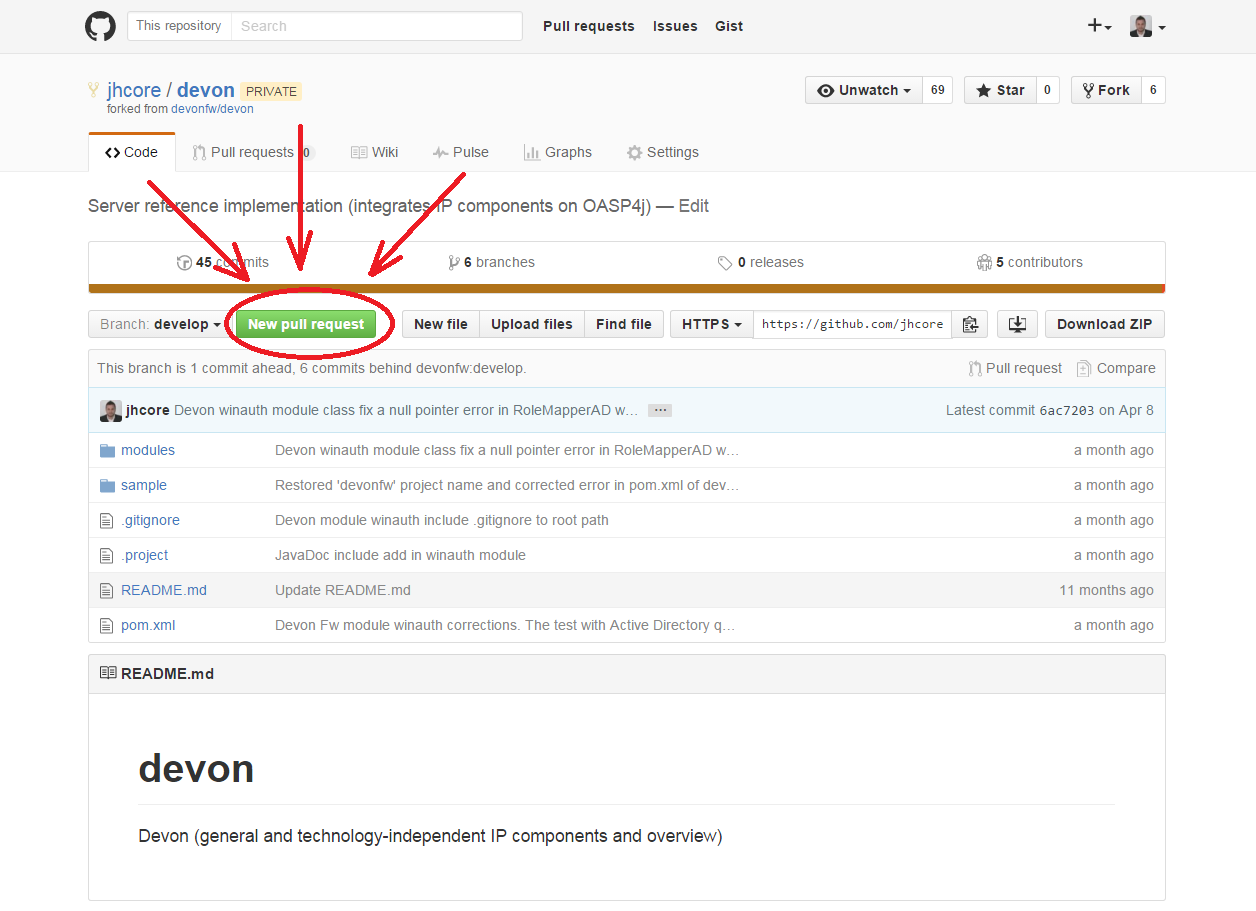 This repository Search Pull requests Issues Gist
jhcore / devon PRIVATE Unwatch 69 Star 0 Fork 6
forked from devonfw/devon
Code Pull requests 0 Wiki Pulse Graphs Settings
Server reference implementation (integrates IP components on OASP4j) — Edit
45 commits 6 branches 0 releases 5 contributors
Branch: develop New pull request New file Upload files Find file HTTPS https://github.com/jhcore Download ZIP
This branch is 1 commit ahead, 6 commits behind devonfw:develop. Pull request Compare
jhcore Devon winauth module class fix a null pointer error in RoleMapperAD w… … Latest commit 6ac7203 on Apr 8
modules Devon winauth module class fix a null pointer error in RoleMapperAD w… a month ago
sample Restored 'devonfw' project name and corrected error in pom.xml of dev… a month ago
.gitignore Devon module winauth include .gitignore to root path a month ago
.project JavaDoc include add in winauth module a month ago
README.md Update README.md 11 months ago
pom.xml Devon Fw module winauth corrections. The test with Active Directory q… a month ago
README.md
devon
Devon (general and technology-independent IP components and overview)